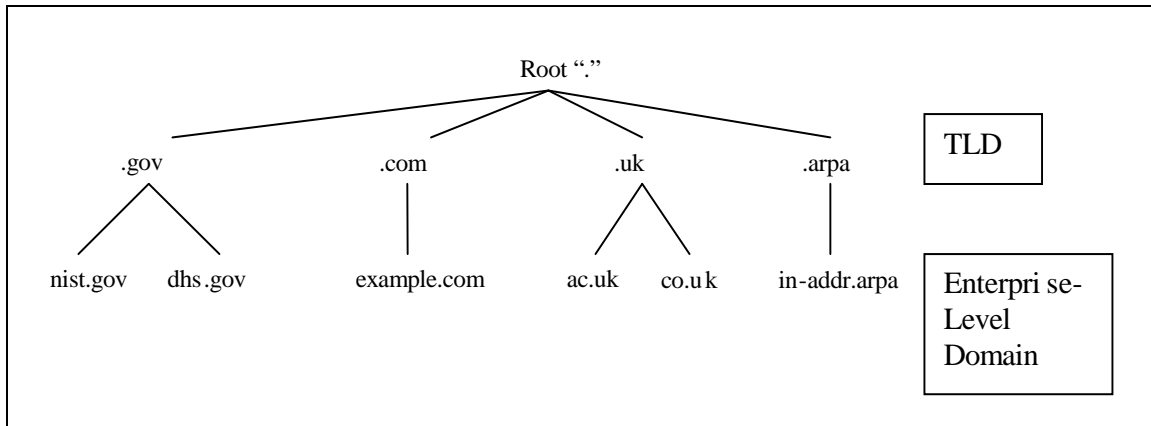 Root “.”
.gov
.com
.uk
.arpa
TLD
nist.gov
dhs.gov
example.com
ac.uk
co.uk
in-addr.arpa
Enterpri se-
Level
Domain